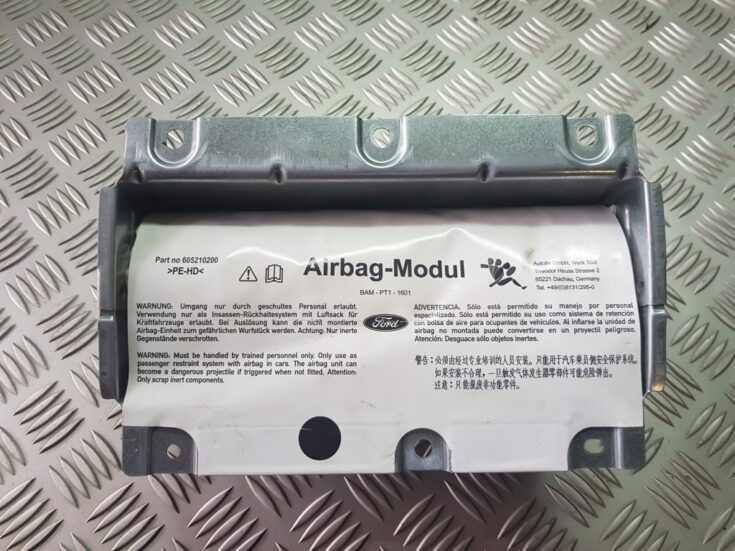 Part no 605210200
>PE-HD<
Airbag-Modul
BAM - PT1 - 1601
Autoliv GmbH, Werk Süd
Theodor Heuss Strasse 2
85221 Dachau, Germany
Tel. +49/(0)8131/295-0
WARNUNG: Umgang nur durch geschultes Personal erlaubt.
Verwendung nur als Insassen-Rückhaltesystem mit Luftsack für
Kraftfahrzeuge erlaubt. Bei Auslösung kann die nicht montierte
Airbag-Einheit zum gefährlichen Wurfstück werden. Achtung: Nur inerte
Gegenstände verschrotten.
WARNING: Must be handled by trained personnel only. Only use as
passenger restraint system with airbag in cars. The airbag unit can
become a dangerous projectile if triggered when not fitted. Attention:
Only scrap inert components.
Ford
ADVERTENCIA: Sólo está permitido su manejo por personal
especializado. Sólo está permitido su uso como sistema de retención
con bolsa de aire para ocupantes de vehículos. Al inflarse la unidad de
airbag no montada puede convertirse en un proyectil peligroso.
Atención: Desguace sólo objetos inertes.
警告：必须由经过专业培训的人员安装。只能用于汽车乘员侧安全保护系统。
如果安装不合理，一旦触发气体发生器零件可能危险弹出。
注意：只能报废非功能零件。